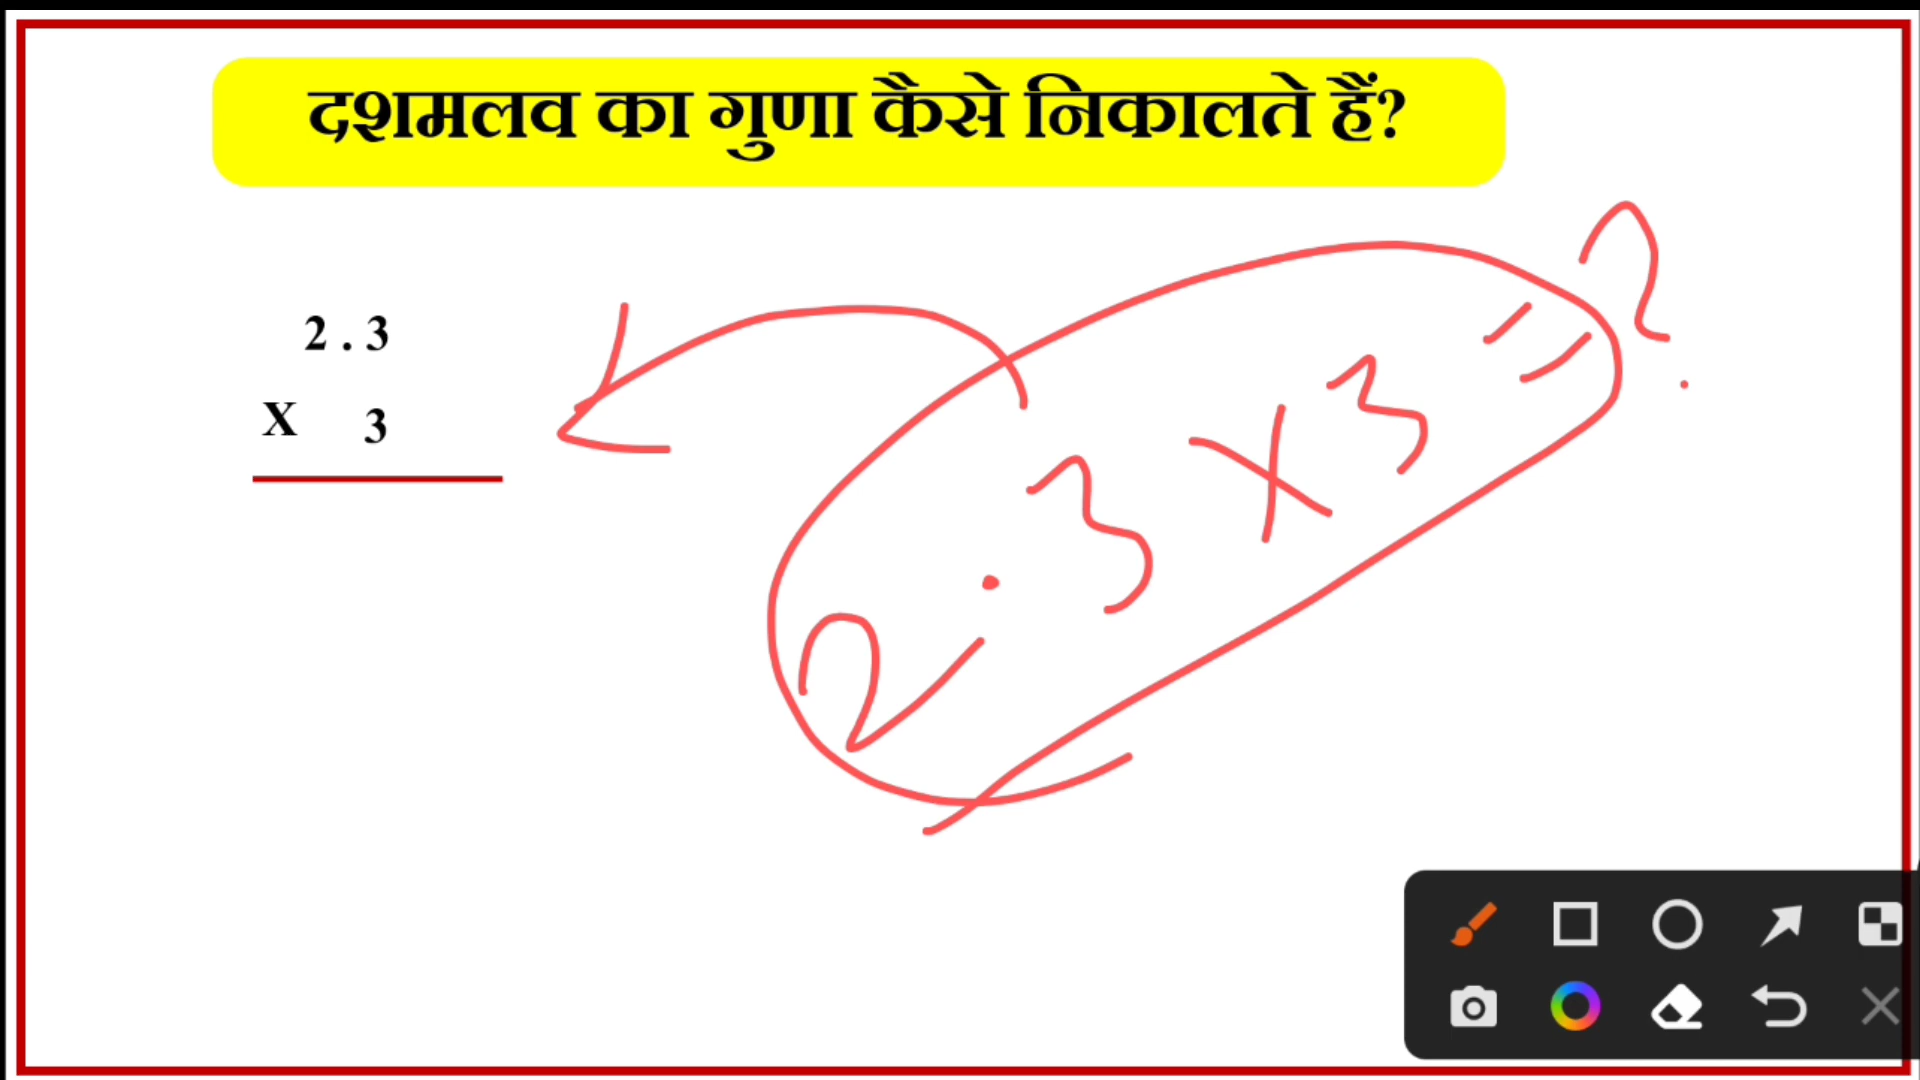 दशमलव का गुणा कैसे निकालते हैं?
2 . 3
X 3
2 . 3 X 3 = ?